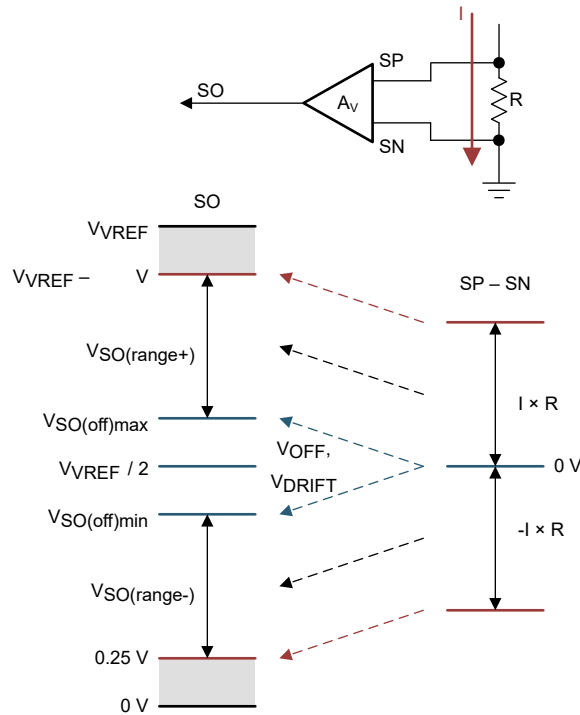 I
SP
SO
AV
R
SN
SO
VVREF
VVREF – V
SP – SN
VSO(range+)
I × R
VSO(off)max
VOFF,
VVREF / 2
0 V
VDRIFT
VSO(off)min
-I × R
VSO(range-)
0.25 V
0 V